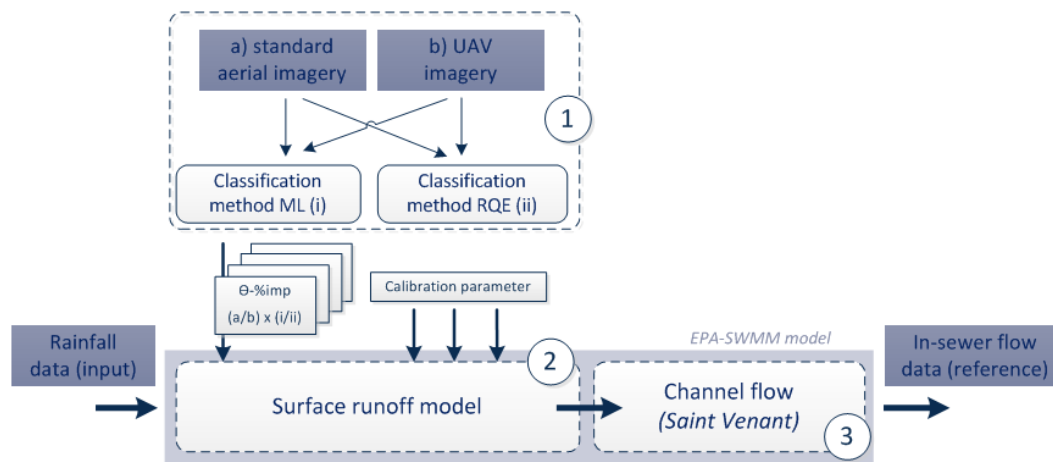 a) standard
aerial imagery
b) UAV
imagery
1
Classification
method ML (i)
Classification
method RQE (ii)
Ɵ-%imp
(a/b) x (i/ii)
Calibration parameter
Rainfall
data (input)
EPA-SWMM model
In-sewer flow
data (reference)
2
Surface runoff model
Channel flow
(Saint Venant)
3